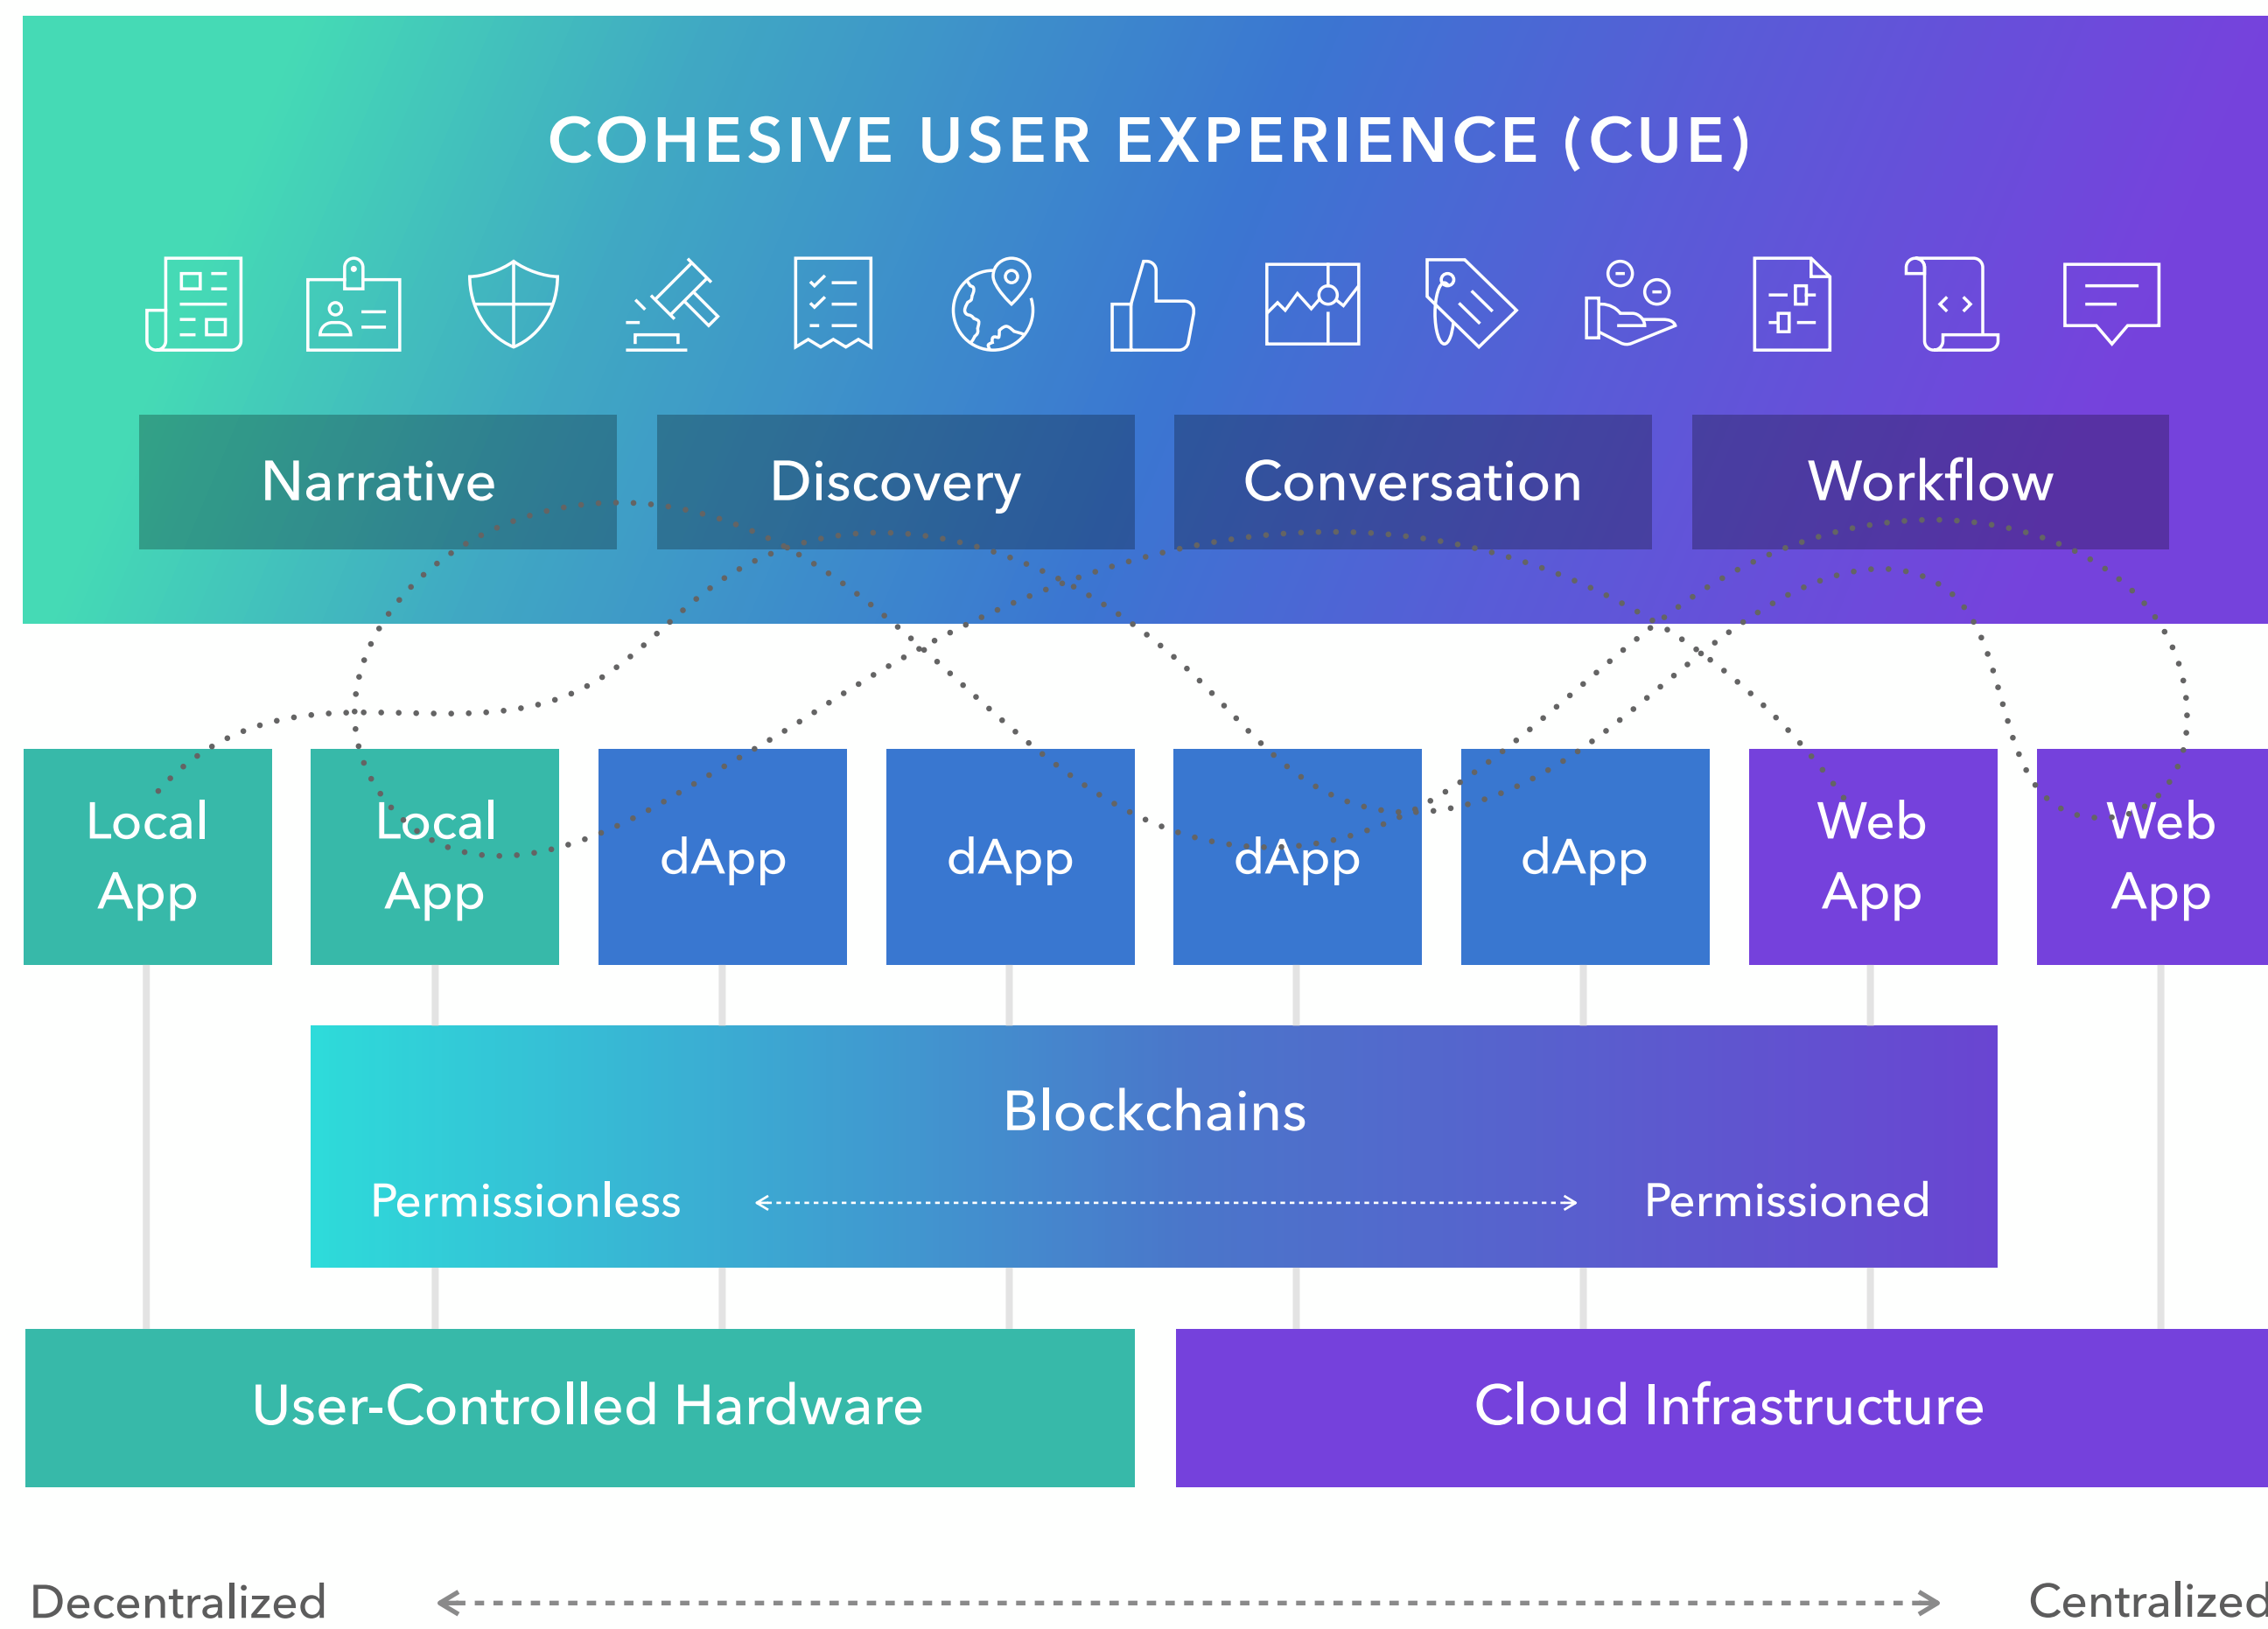 COHESIVE USER EXPERIENCE (CUE)
Narrative
Discovery
Conversation
Workflow
Local
App
Local
App
dApp
dApp
dApp
dApp
Web
App
Web
App
Blockchains
Permissionless
Permissioned
User-Controlled Hardware
Cloud Infrastructure
Decentralized
Centralized